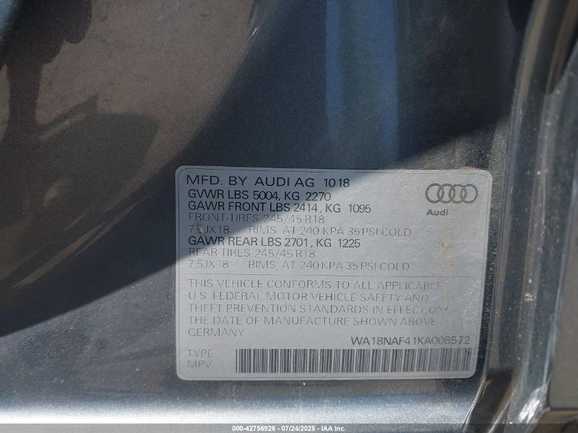 MFD. BY AUDI AG 10 18
GVWR LBS 5004, KG 2270
GAWR FRONT LBS 2414, KG 1095
FRONT TIRES 245/45 R18
7.5JX18 RIMS, AT 240 KPA 35 PSI COLD
GAWR REAR LBS 2701, KG 1225
REAR TIRES 245/45 R18
7.5JX18 RIMS, AT 240 KPA 35 PSI COLD
Audi
THIS VEHICLE CONFORMS TO ALL APPLICABLE
U.S. FEDERAL MOTOR VEHICLE SAFETY AND
THEFT PREVENTION STANDARDS IN EFFECT ON
THE DATE OF MANUFACTURE SHOWN ABOVE
GERMANY
WA18NAF41KA008572
TYPE
MPV
000-42756926 - 07/24/2025 - IAA Inc.